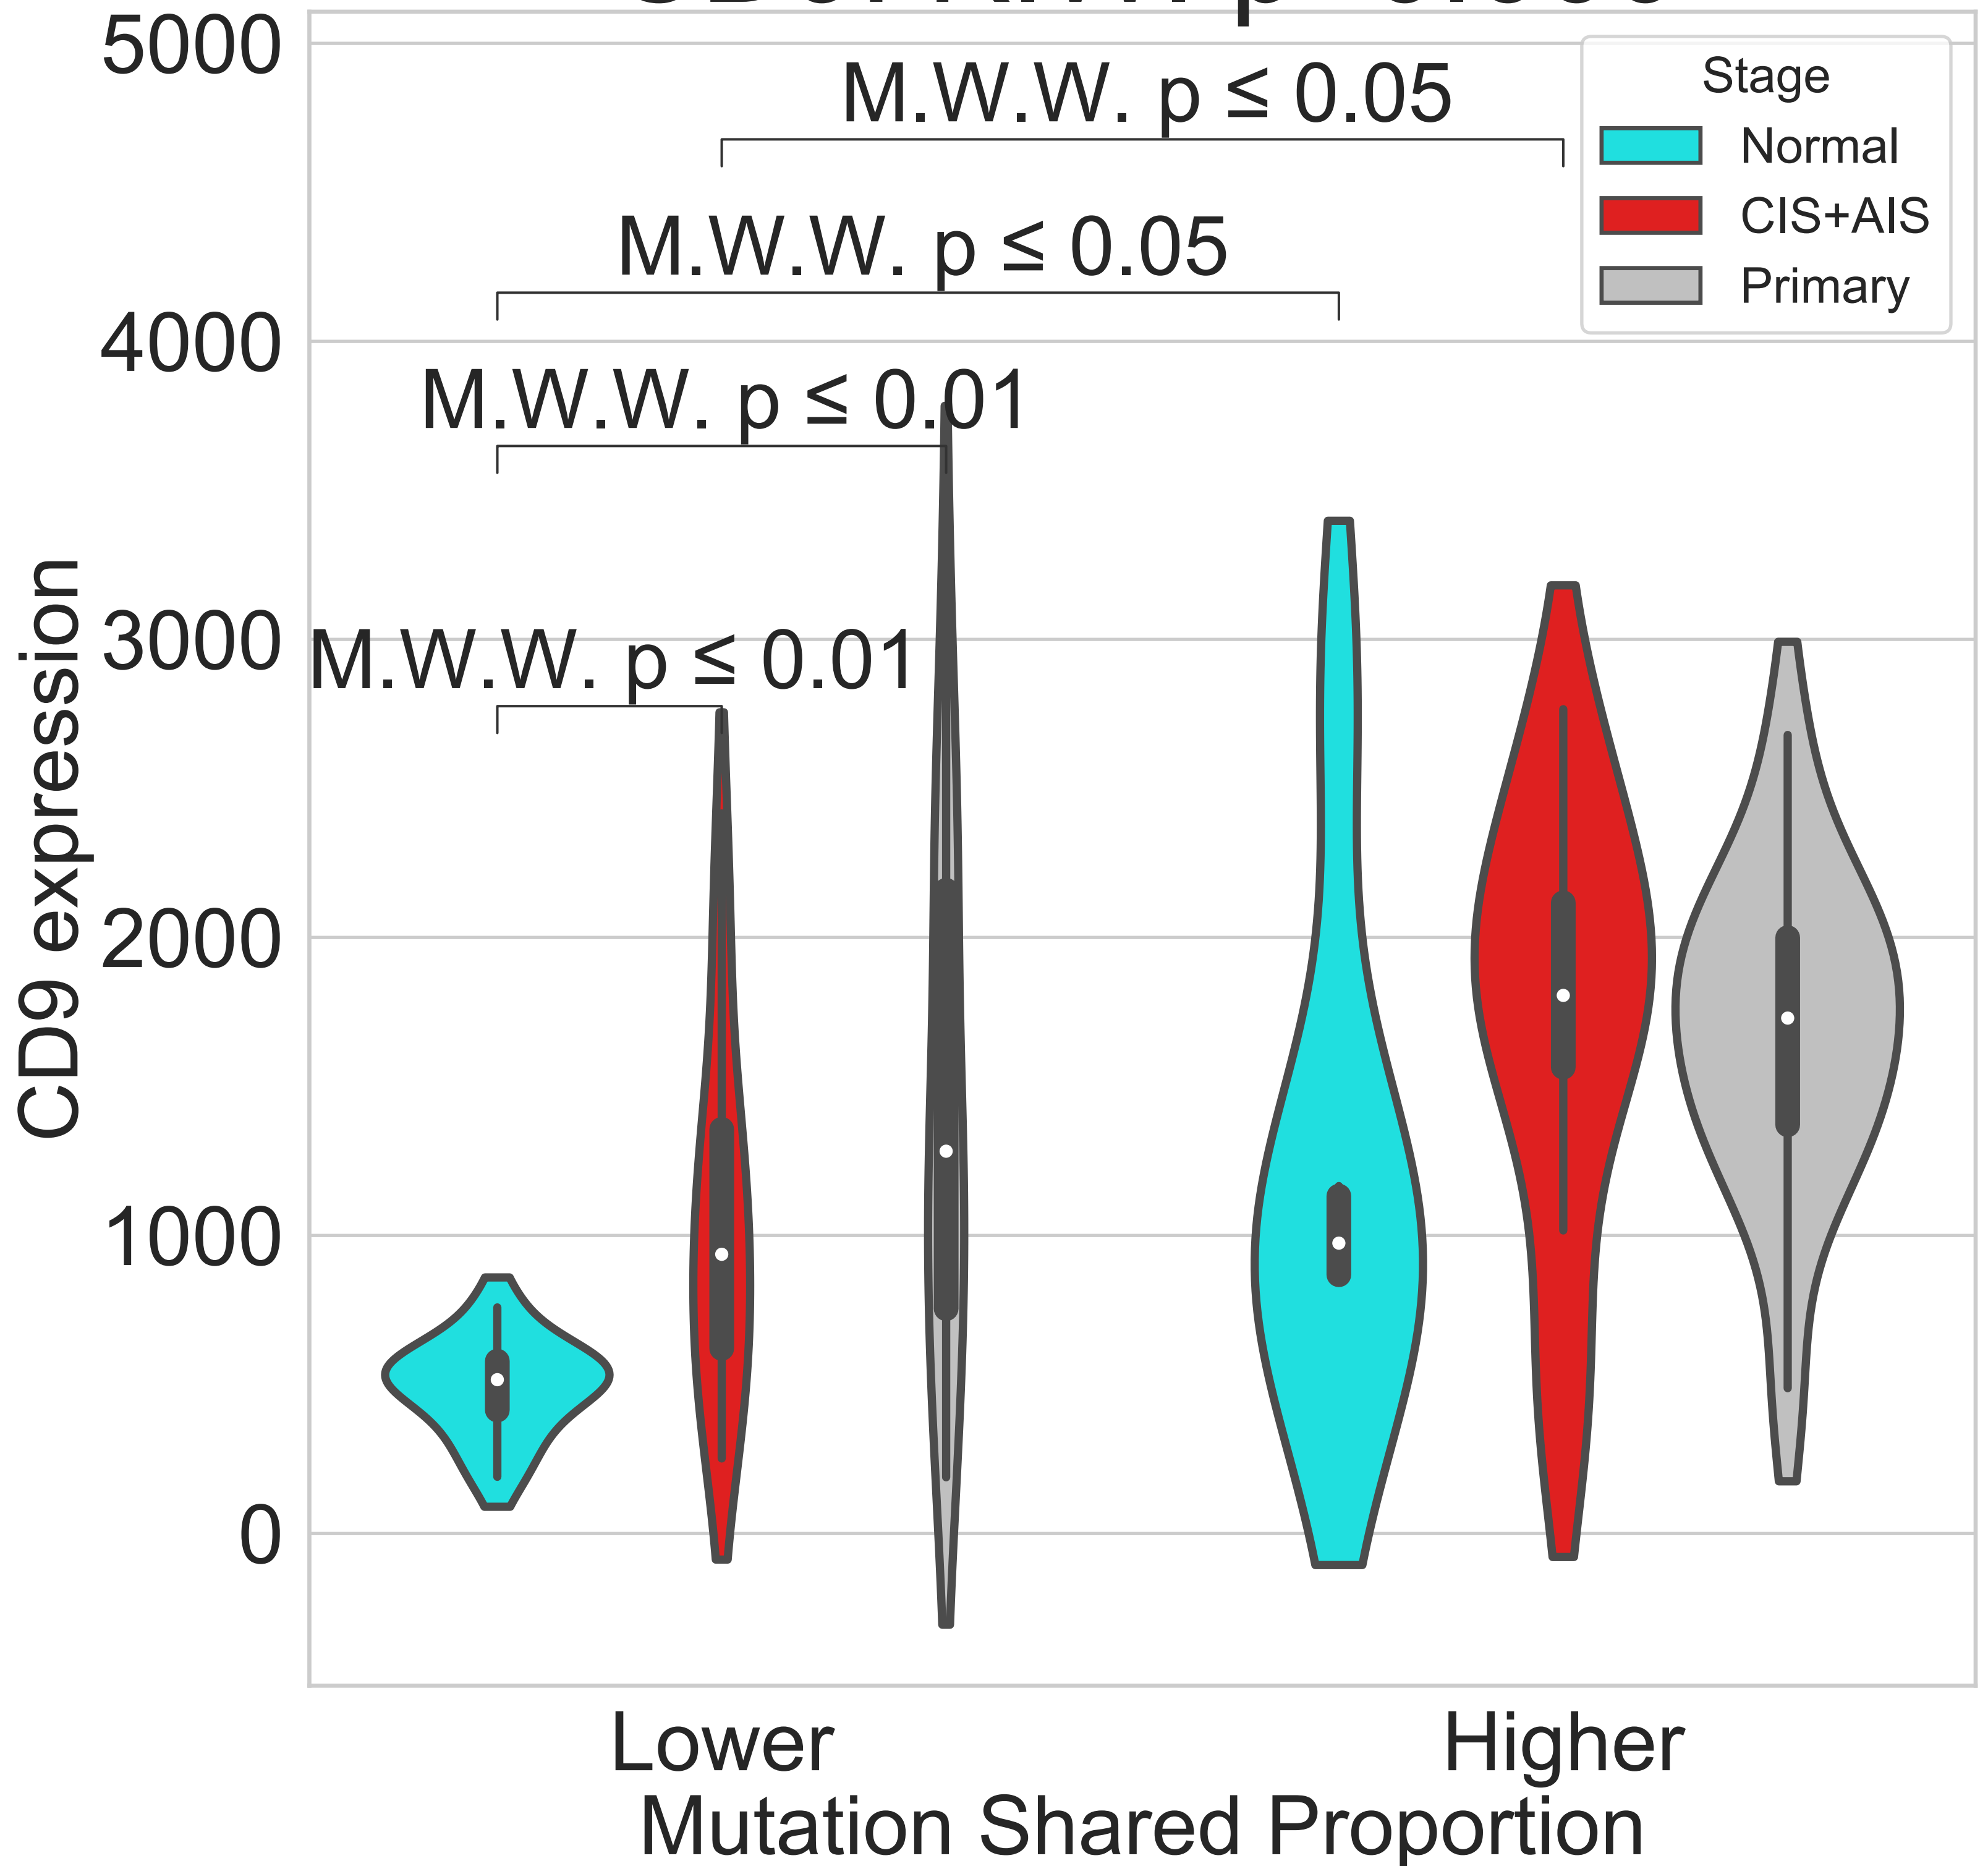 5000
4000
3000
2000
1000
0
CD9 expression
M.W.W. p ≤ 0.05
M.W.W. p ≤ 0.05
M.W.W. p ≤ 0.01
M.W.W. p ≤ 0.01
Stage
Normal
CIS+AIS
Primary
Lower
Higher
Mutation Shared Proportion